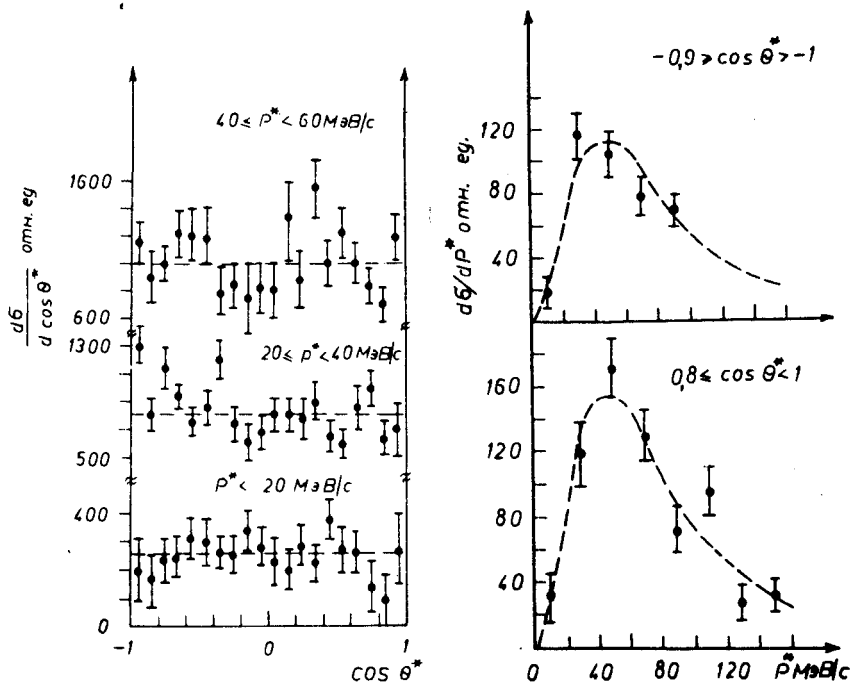 40 ≤ P* < 60 МэВ/с
1600
600
1300
20 ≤ P* < 40 МэВ/с
500
P* < 20 МэВ/с
400
0
-1 0 1
cos θ*
dσ / d cos θ* отн. ед
-0,9 ⩾ cos θ* > -1
120
80
40
dσ/dP* отн. ед.
0,8 ≤ cos θ* < 1
160
120
80
40
0 40 80 120 P* МэВ/с